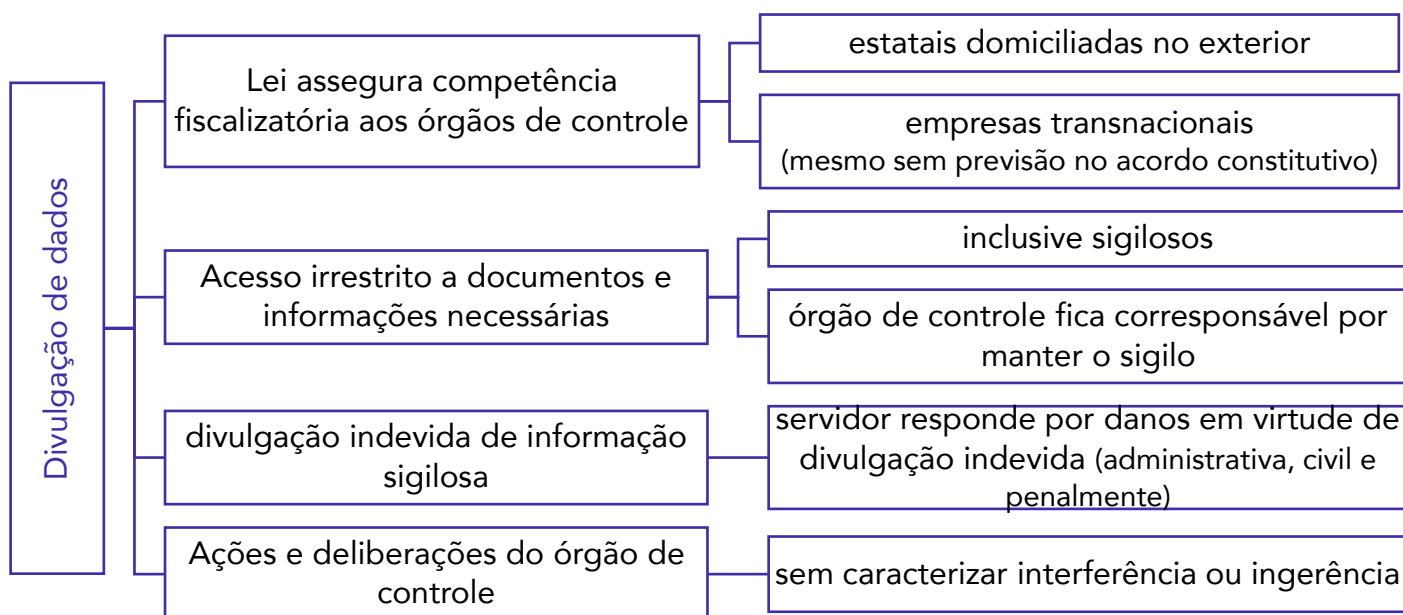 Divulgação de dados
Lei assegura competência
fiscalizatória aos órgãos de controle
estatais domiciliadas no exterior
empresas transnacionais
(mesmo sem previsão no acordo constitutivo)
Acesso irrestrito a documentos e
informações necessárias
inclusive sigilosos
órgão de controle fica corresponsável por
manter o sigilo
divulgação indevida de informação
sigilosa
servidor responde por danos em virtude de
divulgação indevida (administrativa, civil e
penalmente)
Ações e deliberações do órgão de
controle
sem caracterizar interferência ou ingerência